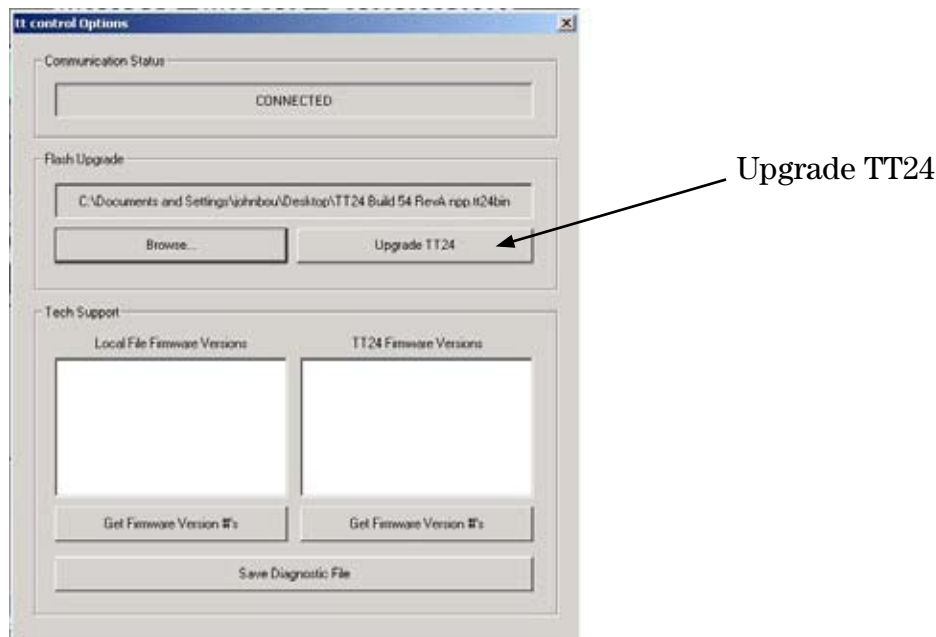 tt control Options
Communication Status
CONNECTED
Flash Upgrade
Upgrade TT24
C:\Documents and Settings\johnbou\Desktop\TT24 Build 54 RevA npp.tt24bin
Browse...
Upgrade TT24
Tech Support
Local File Firmware Versions
TT24 Firmware Versions
Get Firmware Version #'s
Get Firmware Version #'s
Save Diagnostic File